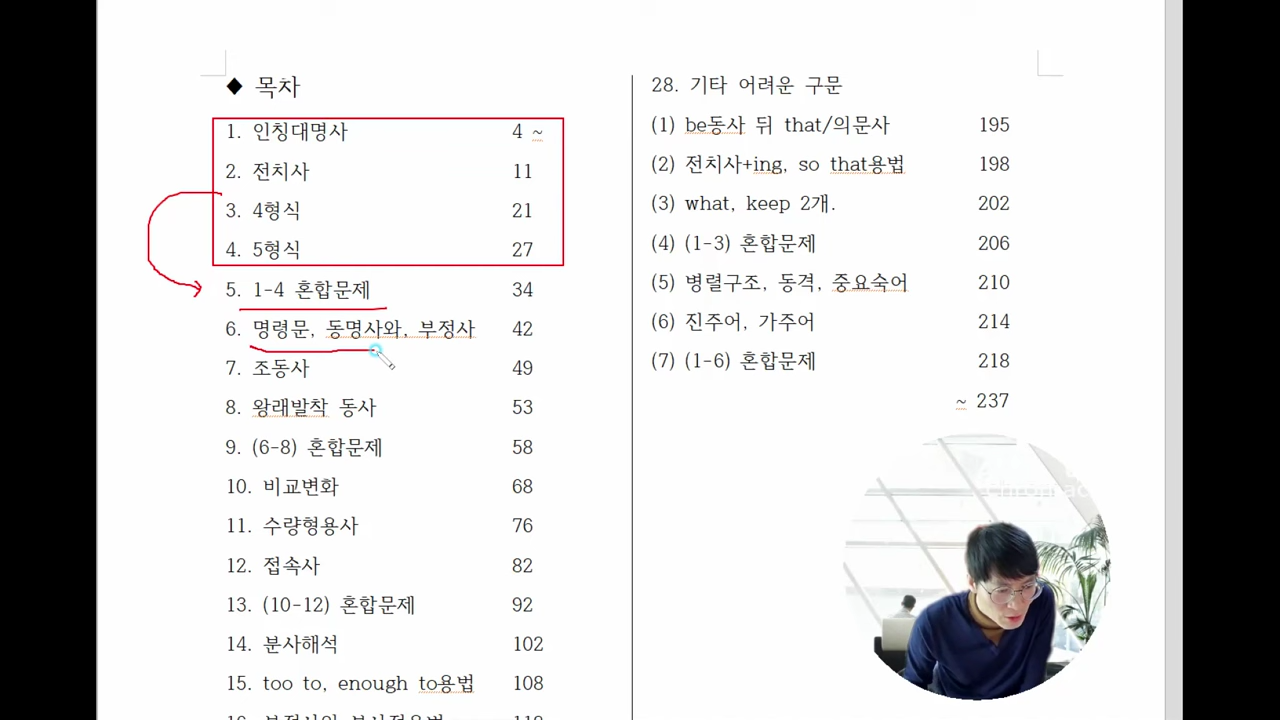 ◆ 목차
1. 인칭대명사 4 ~
2. 전치사 11
3. 4형식 21
4. 5형식 27
5. 1-4 혼합문제 34
6. 명령문, 동명사와, 부정사 42
7. 조동사 49
8. 왕래발착 동사 53
9. (6-8) 혼합문제 58
10. 비교변화 68
11. 수량형용사 76
12. 접속사 82
13. (10-12) 혼합문제 92
14. 분사해석 102
15. too to, enough to용법 108
28. 기타 어려운 구문
(1) be동사 뒤 that/의문사 195
(2) 전치사+ing, so that용법 198
(3) what, keep 2개. 202
(4) (1-3) 혼합문제 206
(5) 병렬구조, 동격, 중요숙어 210
(6) 진주어, 가주어 214
(7) (1-6) 혼합문제 218
~ 237